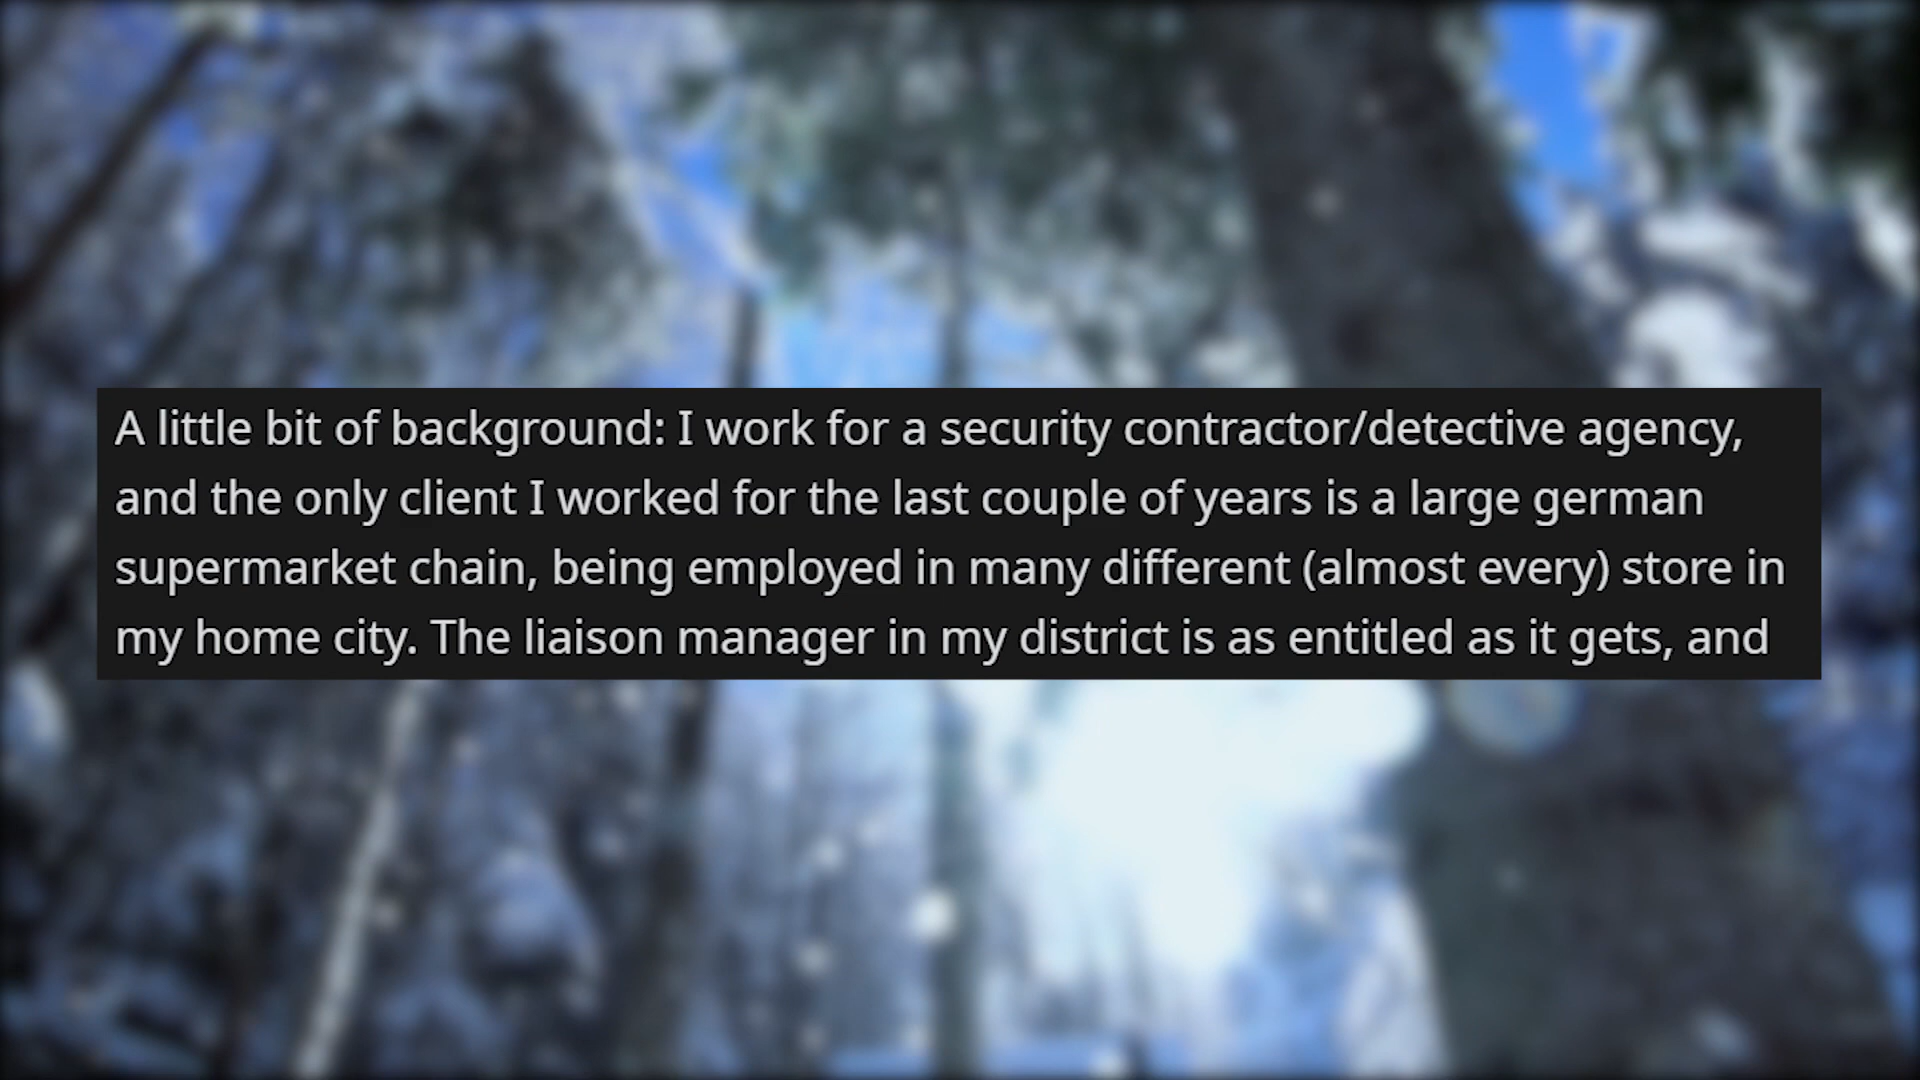 A little bit of background: I work for a security contractor/detective agency,
and the only client I worked for the last couple of years is a large german
supermarket chain, being employed in many different (almost every) store in
my home city. The liaison manager in my district is as entitled as it gets, and